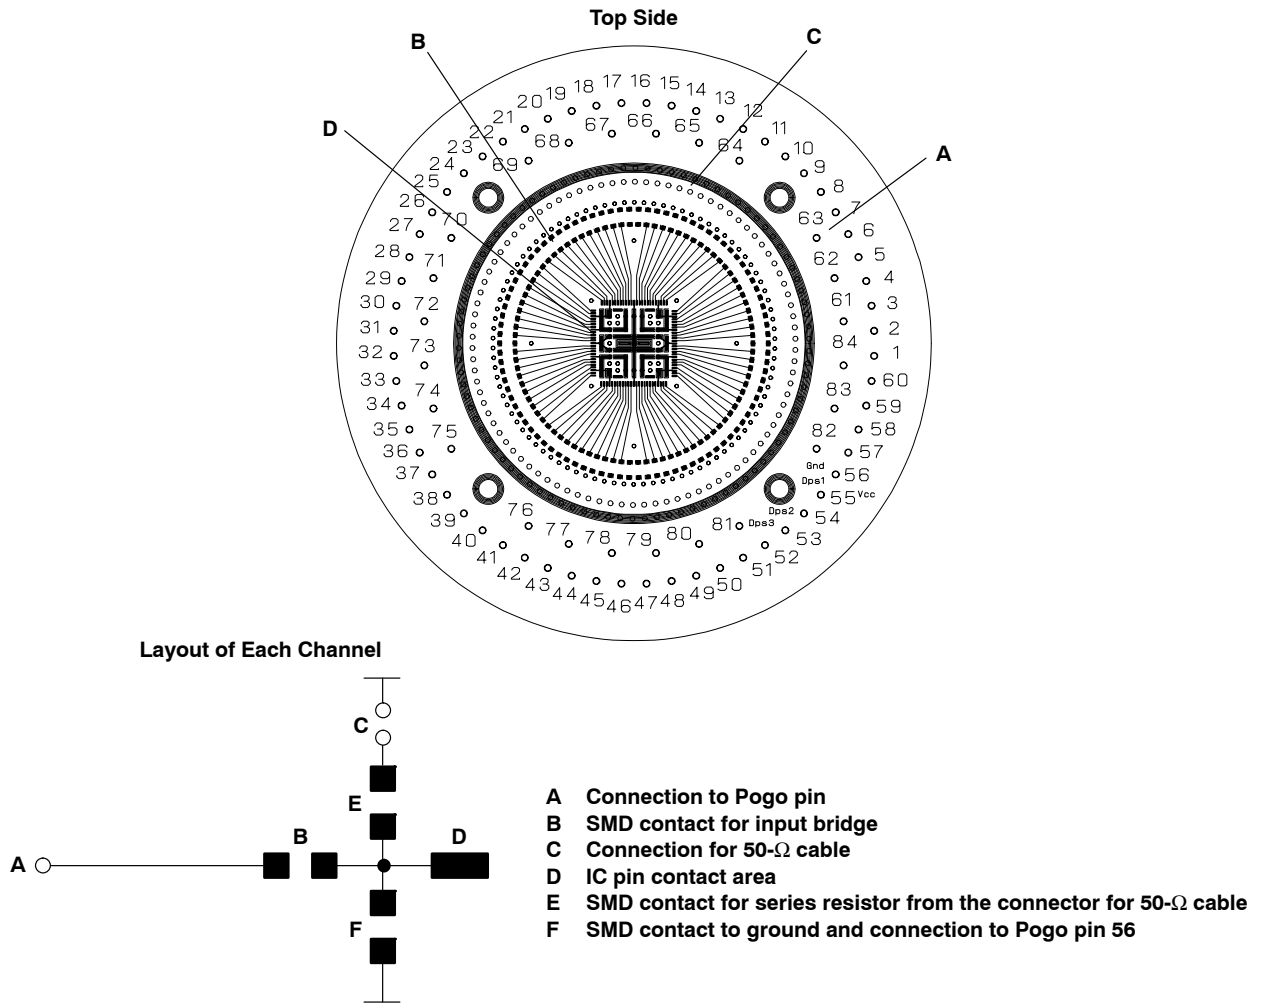 Top Side
B
C
D
A
17 16 15
18 14
19 13
20 12
21 67 66 65 11
22 68 64 10
23 69 9
24 8
25 7
26 70 63 6
27 5
28 71 62 4
29
30 72 61 3
31 2
32 73 84 1
33 60
34 74 83 59
35 75 82 58
36 57
37 Gnd 56
38 Dps1 55 Vcc
39 76 Dps2 54
40 77 78 79 80 81 Dps3 53
41 52
42 51
43 50
44 45 46 47 48 49
Layout of Each Channel
C
E
A B D
F
A Connection to Pogo pin
B SMD contact for input bridge
C Connection for 50-Ω cable
D IC pin contact area
E SMD contact for series resistor from the connector for 50-Ω cable
F SMD contact to ground and connection to Pogo pin 56